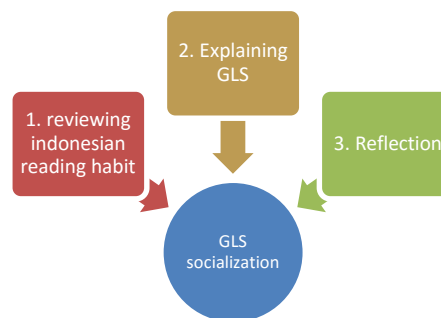 1. reviewing
indonesian
reading habit
2. Explaining
GLS
3. Reflection
GLS
socialization